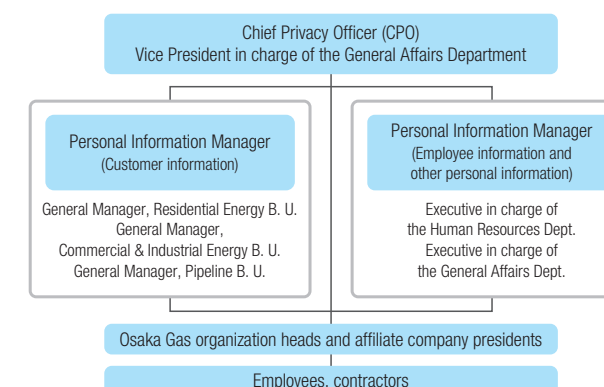 Chief Privacy Officer (CPO)
Vice President in charge of the General Affairs Department
Personal Information Manager
(Customer information)
General Manager, Residential Energy B. U.
General Manager,
Commercial & Industrial Energy B. U.
General Manager, Pipeline B. U.
Personal Information Manager
(Employee information and
other personal information)
Executive in charge of
the Human Resources Dept.
Executive in charge of
the General Affairs Dept.
Osaka Gas organization heads and affiliate company presidents
Employees, contractors